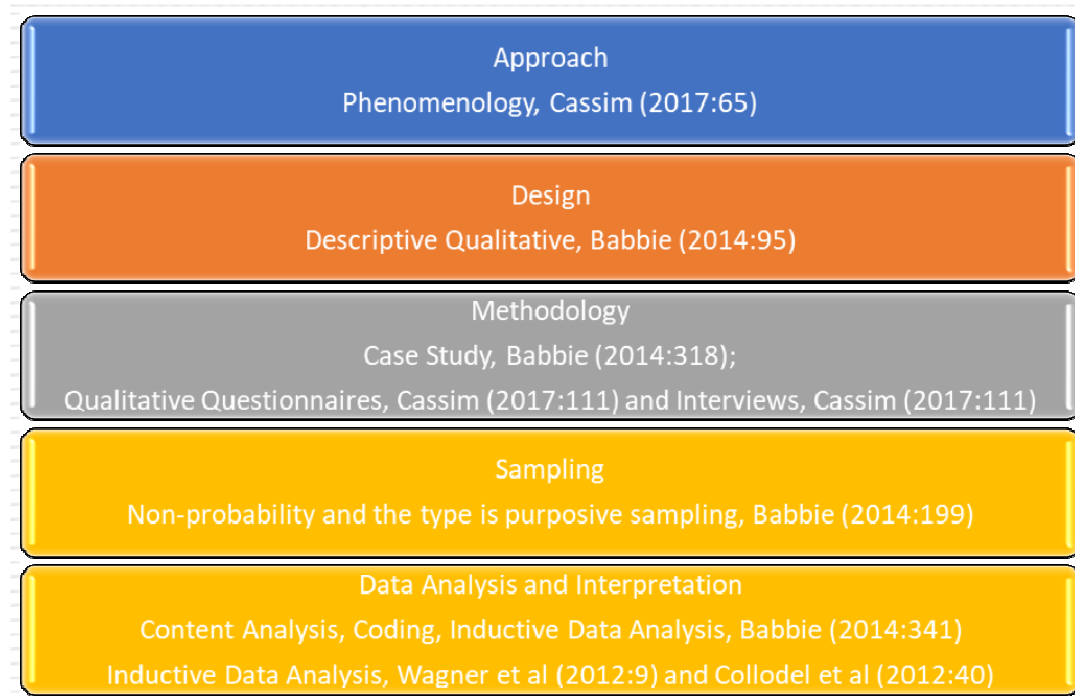 Approach
Phenomenology, Cassim (2017:65)
Design
Descriptive Qualitative, Babbie (2014:95)
Methodology
Case Study, Babbie (2014:318);
Qualitative Questionnaires, Cassim (2017:111) and Interviews, Cassim (2017:111)
Sampling
Non-probability and the type is purposive sampling, Babbie (2014:199)
Data Analysis and Interpretation
Content Analysis, Coding, Inductive Data Analysis, Babbie (2014:341)
Inductive Data Analysis, Wagner et al (2012:9) and Collodel et al (2012:40)